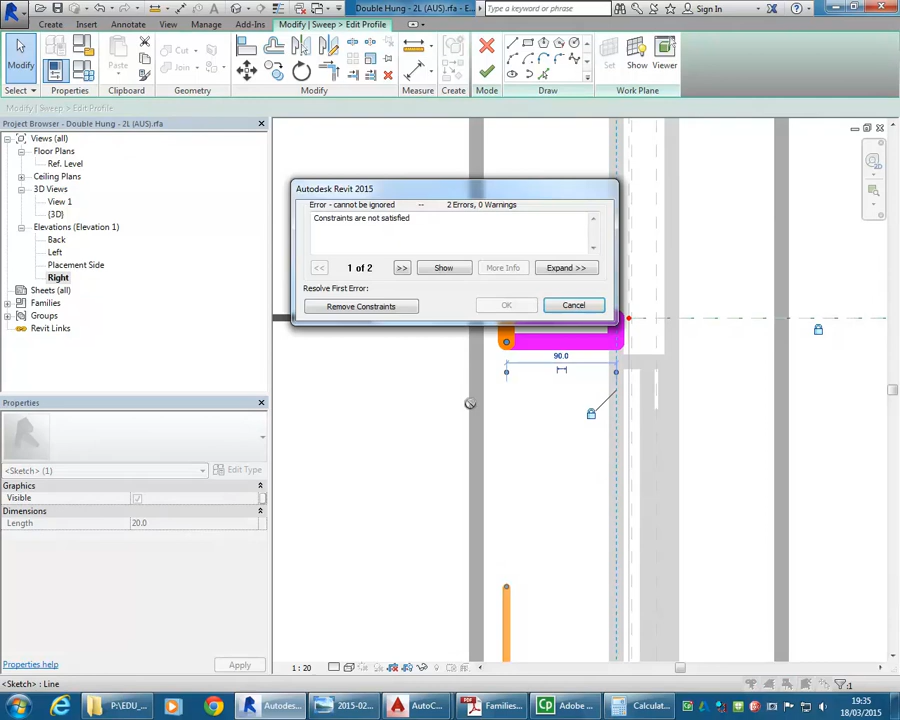 Double Hung - 2L (AUS).rfa - E...
Type a keyword or phrase
Sign In
Create
Insert
Annotate
View
Manage
Add-Ins
Modify | Sweep > Edit Profile
Modify
Paste
Cut
Join
Create
Set
Show
Viewer
Select
Properties
Clipboard
Geometry
Modify
Measure
Create
Mode
Draw
Work Plane
Modify | Sweep > Edit Profile
Project Browser - Double Hung - 2L (AUS).rfa
Views (all)
Floor Plans
Ref. Level
Ceiling Plans
3D Views
View 1
{3D}
Elevations (Elevation 1)
Back
Left
Placement Side
Right
Sheets (all)
Families
Groups
Revit Links
Properties
<Sketch> (1)
Edit Type
Graphics
Visible
Dimensions
Length
20.0
Properties help
Apply
Autodesk Revit 2015
Error - cannot be ignored -- 2 Errors, 0 Warnings
Constraints are not satisfied
<<
1 of 2
>>
Show
More Info
Expand >>
Resolve First Error:
Remove Constraints
OK
Cancel
90.0
1 : 20
<Sketch> : Line
:1
P:\EDU_...
Autodes...
2015-02...
AutoC...
Families...
Adobe ...
Calculat...
19:35
18/03/2015